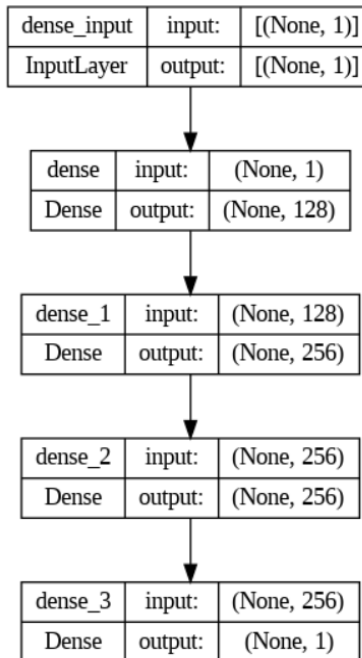 dense_input input: [(None, 1)]
InputLayer output: [(None, 1)]
dense input: (None, 1)
Dense output: (None, 128)
dense_1 input: (None, 128)
Dense output: (None, 256)
dense_2 input: (None, 256)
Dense output: (None, 256)
dense_3 input: (None, 256)
Dense output: (None, 1)